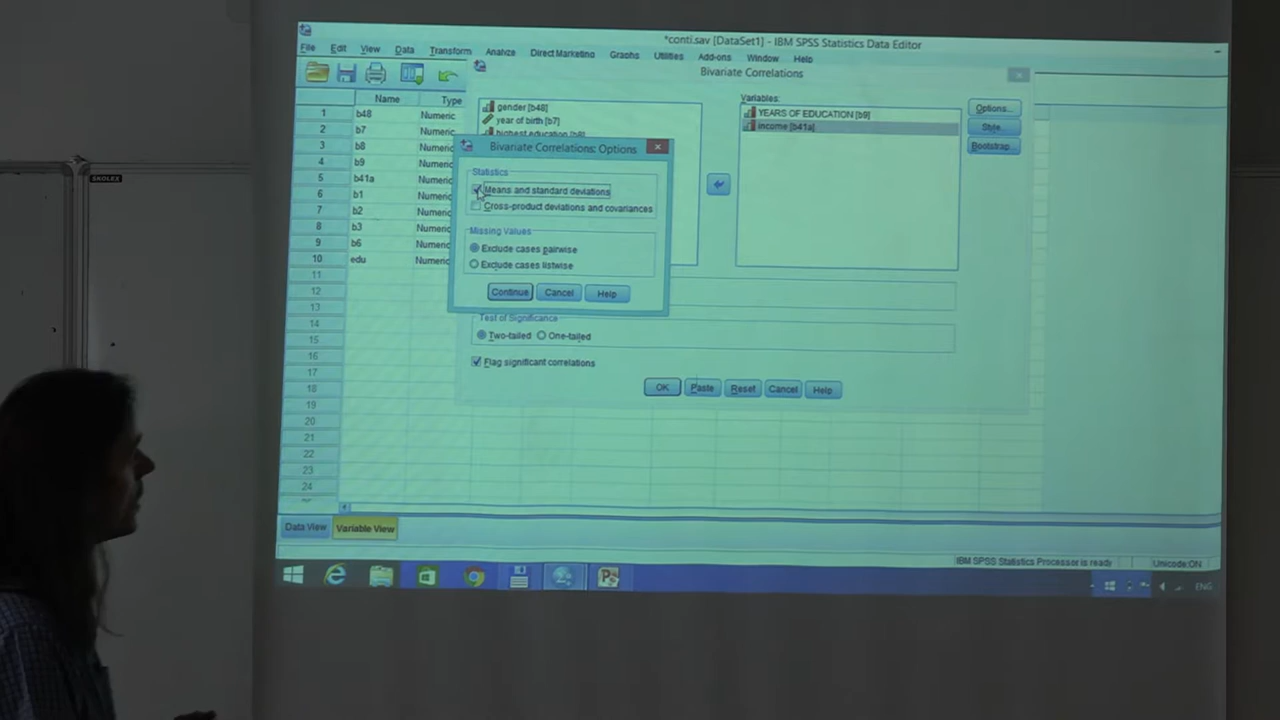 *conti.sav [DataSet1] - IBM SPSS Statistics Data Editor
File Edit View Data Transform Analyze Direct Marketing Graphs Utilities Add-ons Window Help
Bivariate Correlations
Name Type
1 b48 Numeric
2 b7 Numeric
3 b8 Numeric
4 b9 Numeric
5 b41a Numeric
6 b1 Numeric
7 b2 Numeric
8 b3 Numeric
9 b6 Numeric
10 edu Numeric
11
12
13
14
15
16
17
18
19
20
21
22
23
24
gender [b48]
year of birth [b7]
highest education [b8]
Variables:
YEARS OF EDUCATION [b9]
income [b41a]
Options...
Style...
Bootstrap...
Bivariate Correlations: Options
Statistics
Means and standard deviations
Cross-product deviations and covariances
Missing Values
Exclude cases pairwise
Exclude cases listwise
Continue Cancel Help
Test of Significance
Two-tailed One-tailed
Flag significant correlations
OK Paste Reset Cancel Help
Data View Variable View
IBM SPSS Statistics Processor is ready Unicode:ON
ENG
SKOLEX